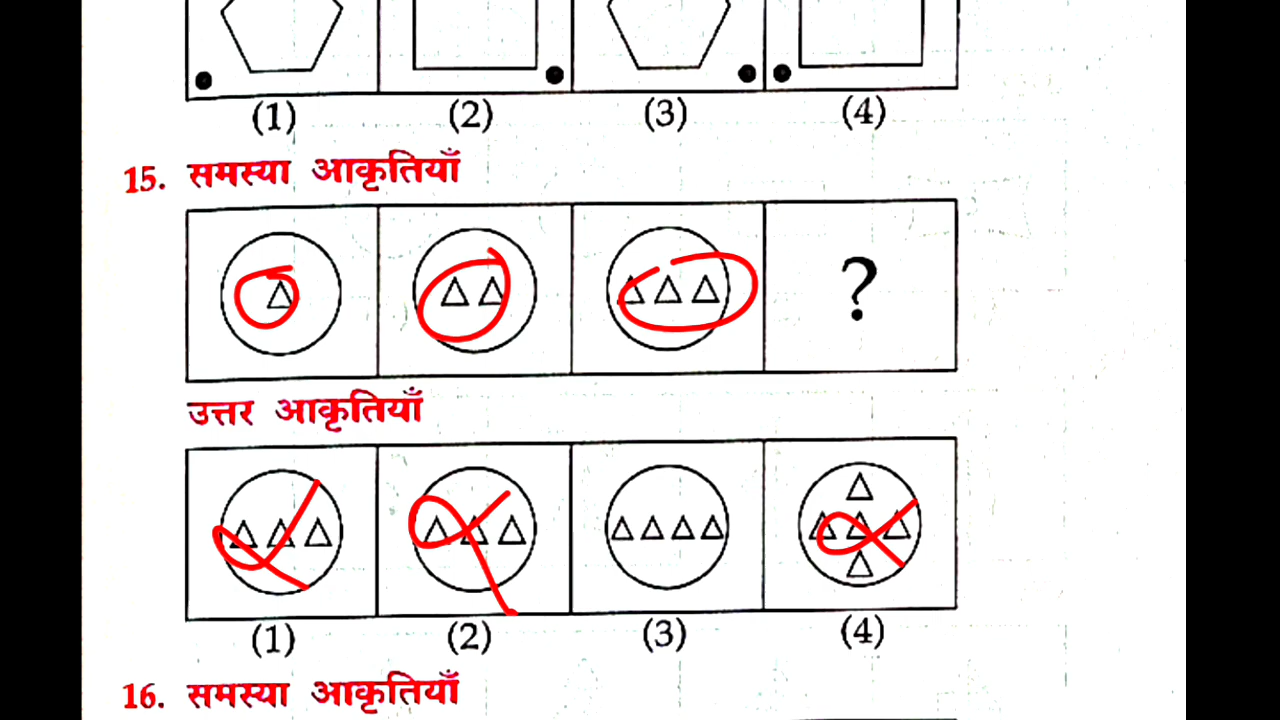 (1) (2) (3) (4)
15. समस्या आकृतियाँ
?
उत्तर आकृतियाँ
(1) (2) (3) (4)
16. समस्या आकृतियाँ